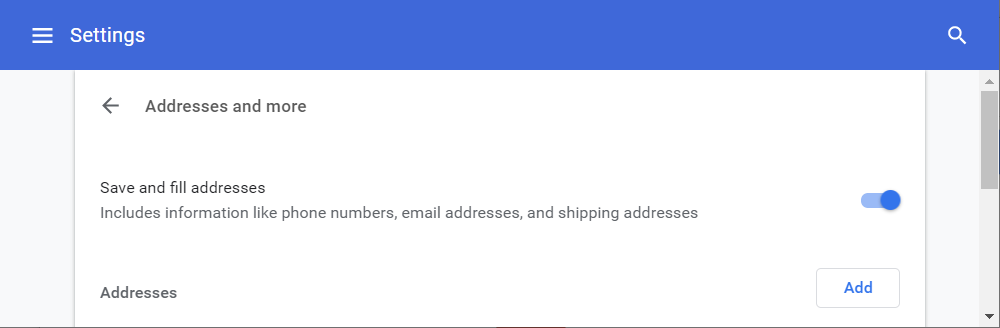 Settings
Addresses and more
Save and fill addresses
Includes information like phone numbers, email addresses, and shipping addresses
Addresses
Add